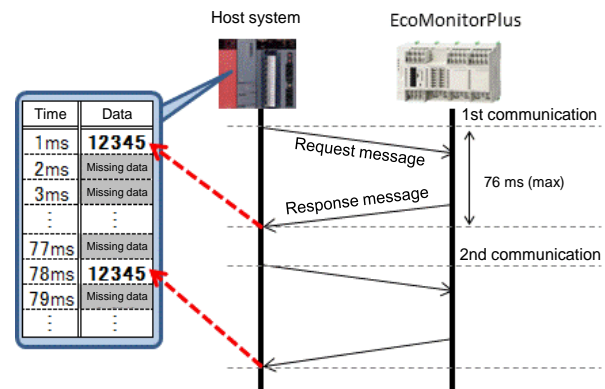 Host system
EcoMonitorPlus
Time Data
1ms 12345
2ms Missing data
3ms Missing data
⋮ ⋮
77ms Missing data
78ms 12345
79ms Missing data
⋮ ⋮
1st communication
Request message
76 ms (max)
Response message
2nd communication